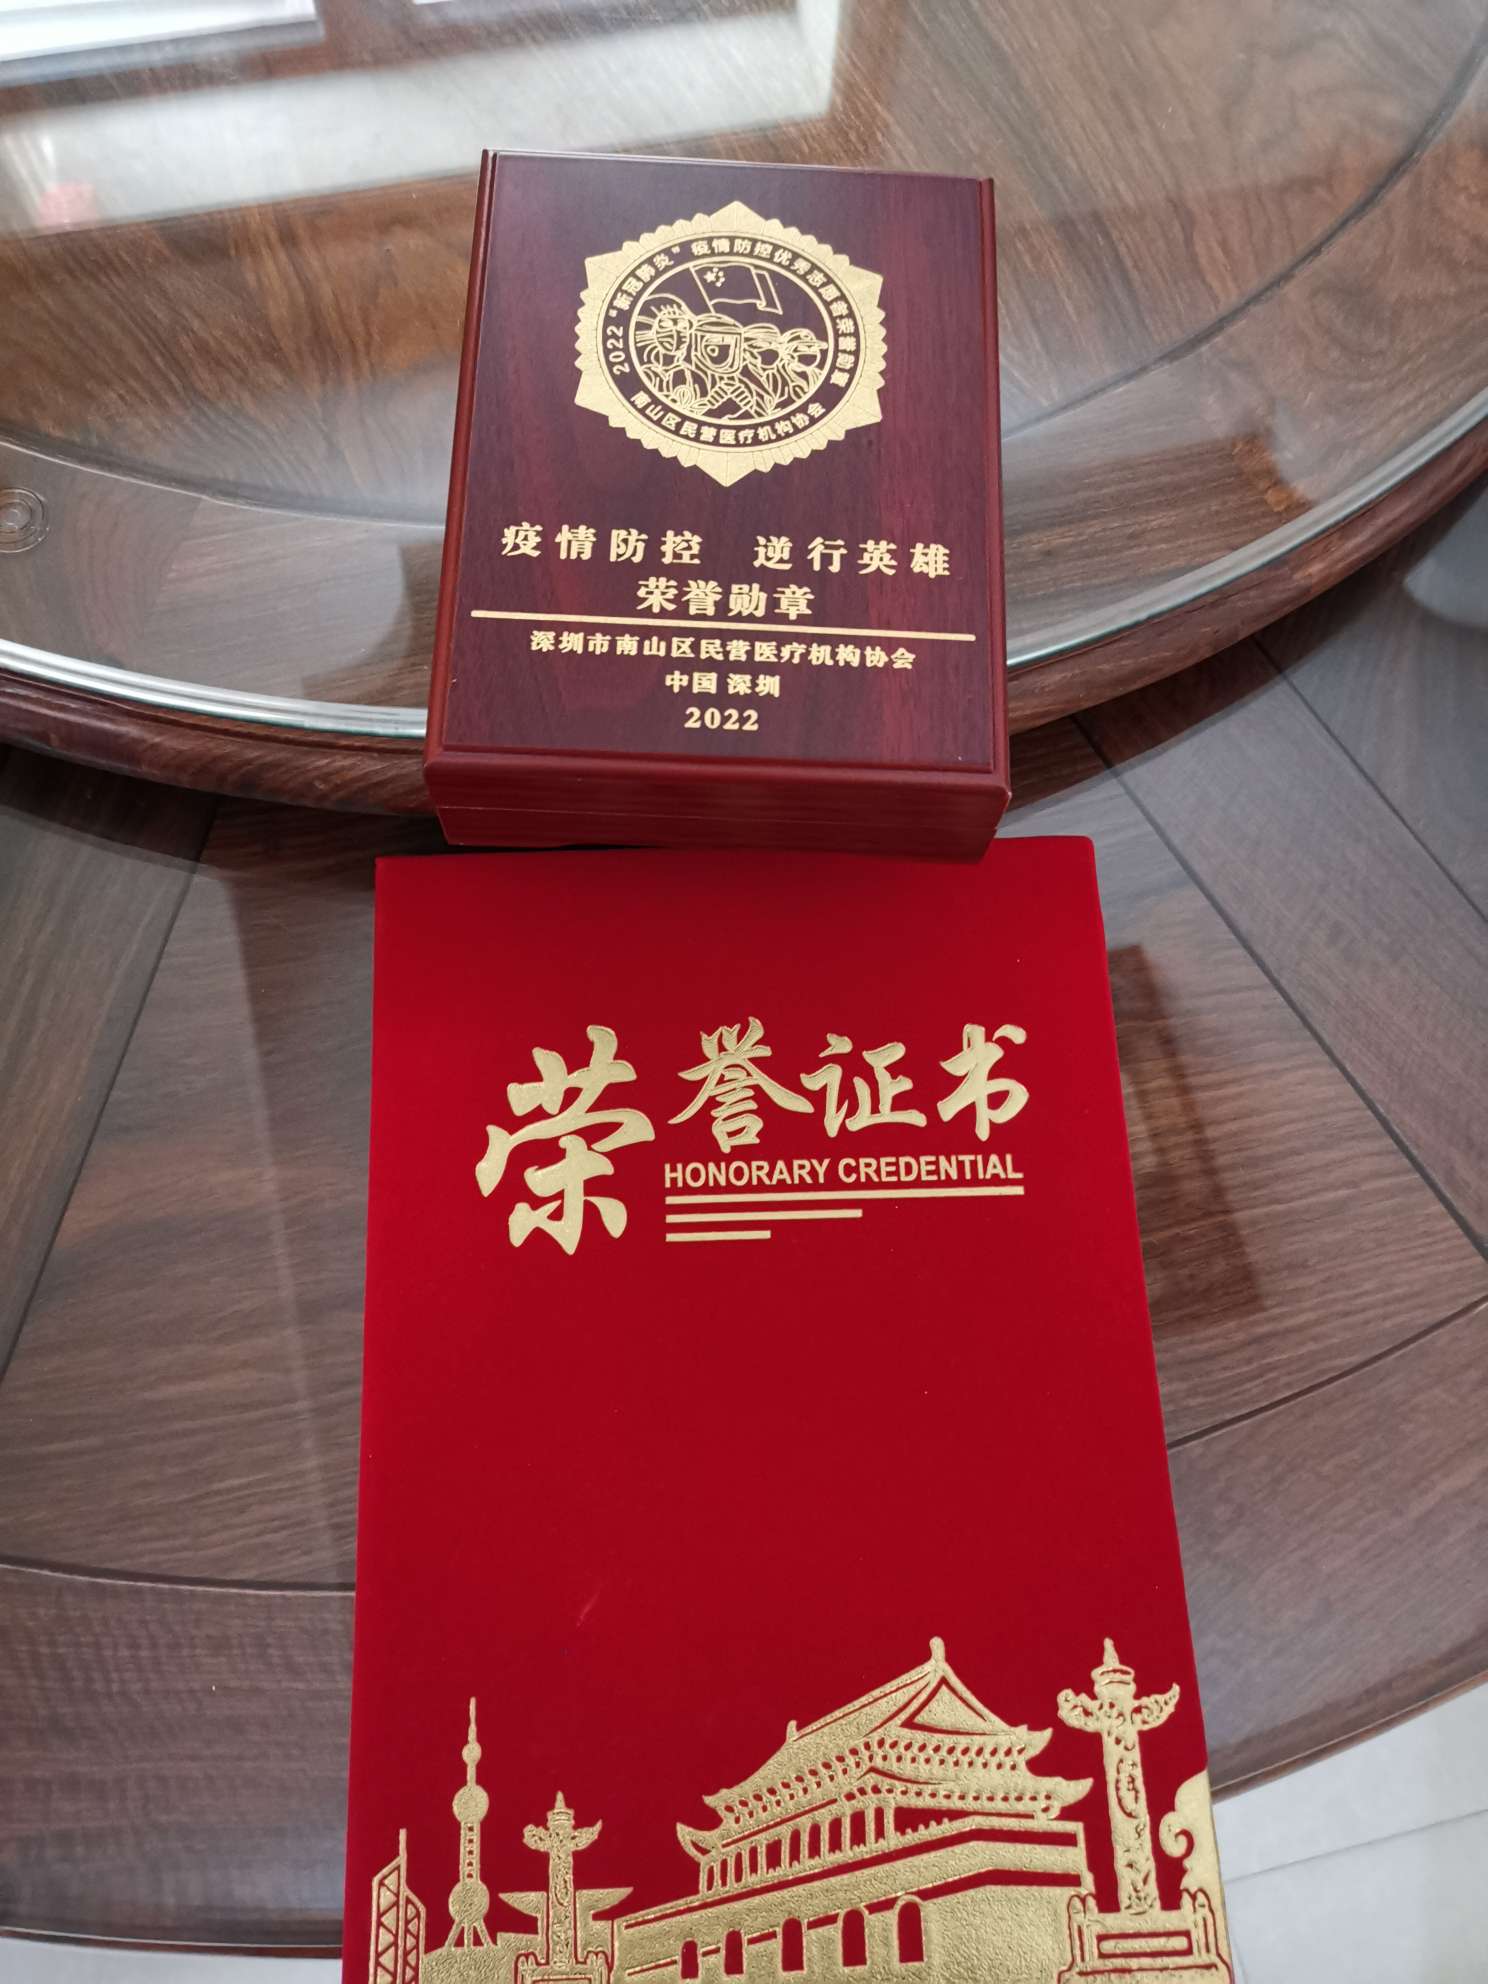 2022“新冠肺炎”疫情防控优秀志愿者荣誉勋章
南山区民营医疗机构协会
疫情防控 逆行英雄
荣誉勋章
深圳市南山区民营医疗机构协会
中国 深圳
2022
荣誉证书
HONORARY CREDENTIAL